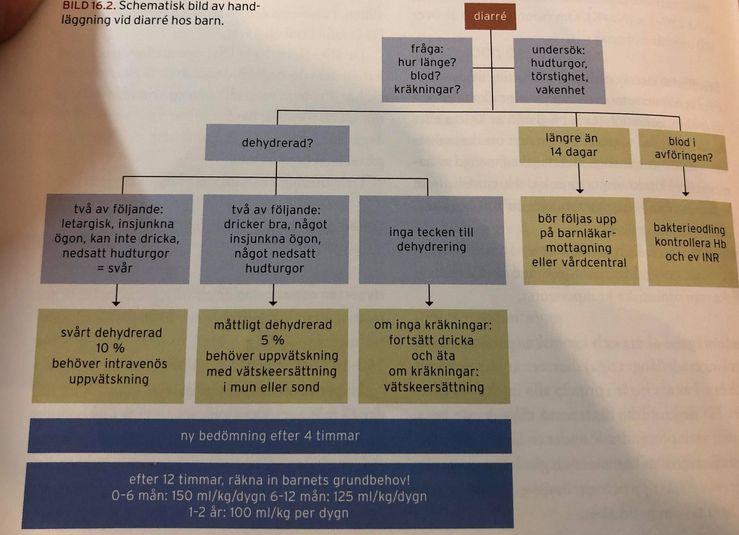 BILD 16.2. Schematisk bild av hand-
läggning vid diarré hos barn.
diarré
fråga:
hur länge?
blod?
kräkningar?
undersök:
hudturgor,
törstighet,
vakenhet
dehydrerad?
längre än
14 dagar
blod i
avföringen?
två av följande:
letargisk, insjunkna
ögon, kan inte dricka,
nedsatt hudturgor
= svår
två av följande:
dricker bra, något
insjunkna ögon,
något nedsatt
hudturgor
inga tecken till
dehydrering
bör följas upp
på barnläkar-
mottagning
eller vårdcentral
bakterieodling
kontrollera Hb
och ev INR
svårt dehydrerad
10 %
behöver intravenös
uppvätskning
måttligt dehydrerad
5 %
behöver uppvätskning
med vätskeersättning
i mun eller sond
om inga kräkningar:
fortsätt dricka
och äta
om kräkningar:
vätskeersättning
ny bedömning efter 4 timmar
efter 12 timmar, räkna in barnets grundbehov!
0–6 mån: 150 ml/kg/dygn 6–12 mån: 125 ml/kg/dygn
1–2 år: 100 ml/kg per dygn